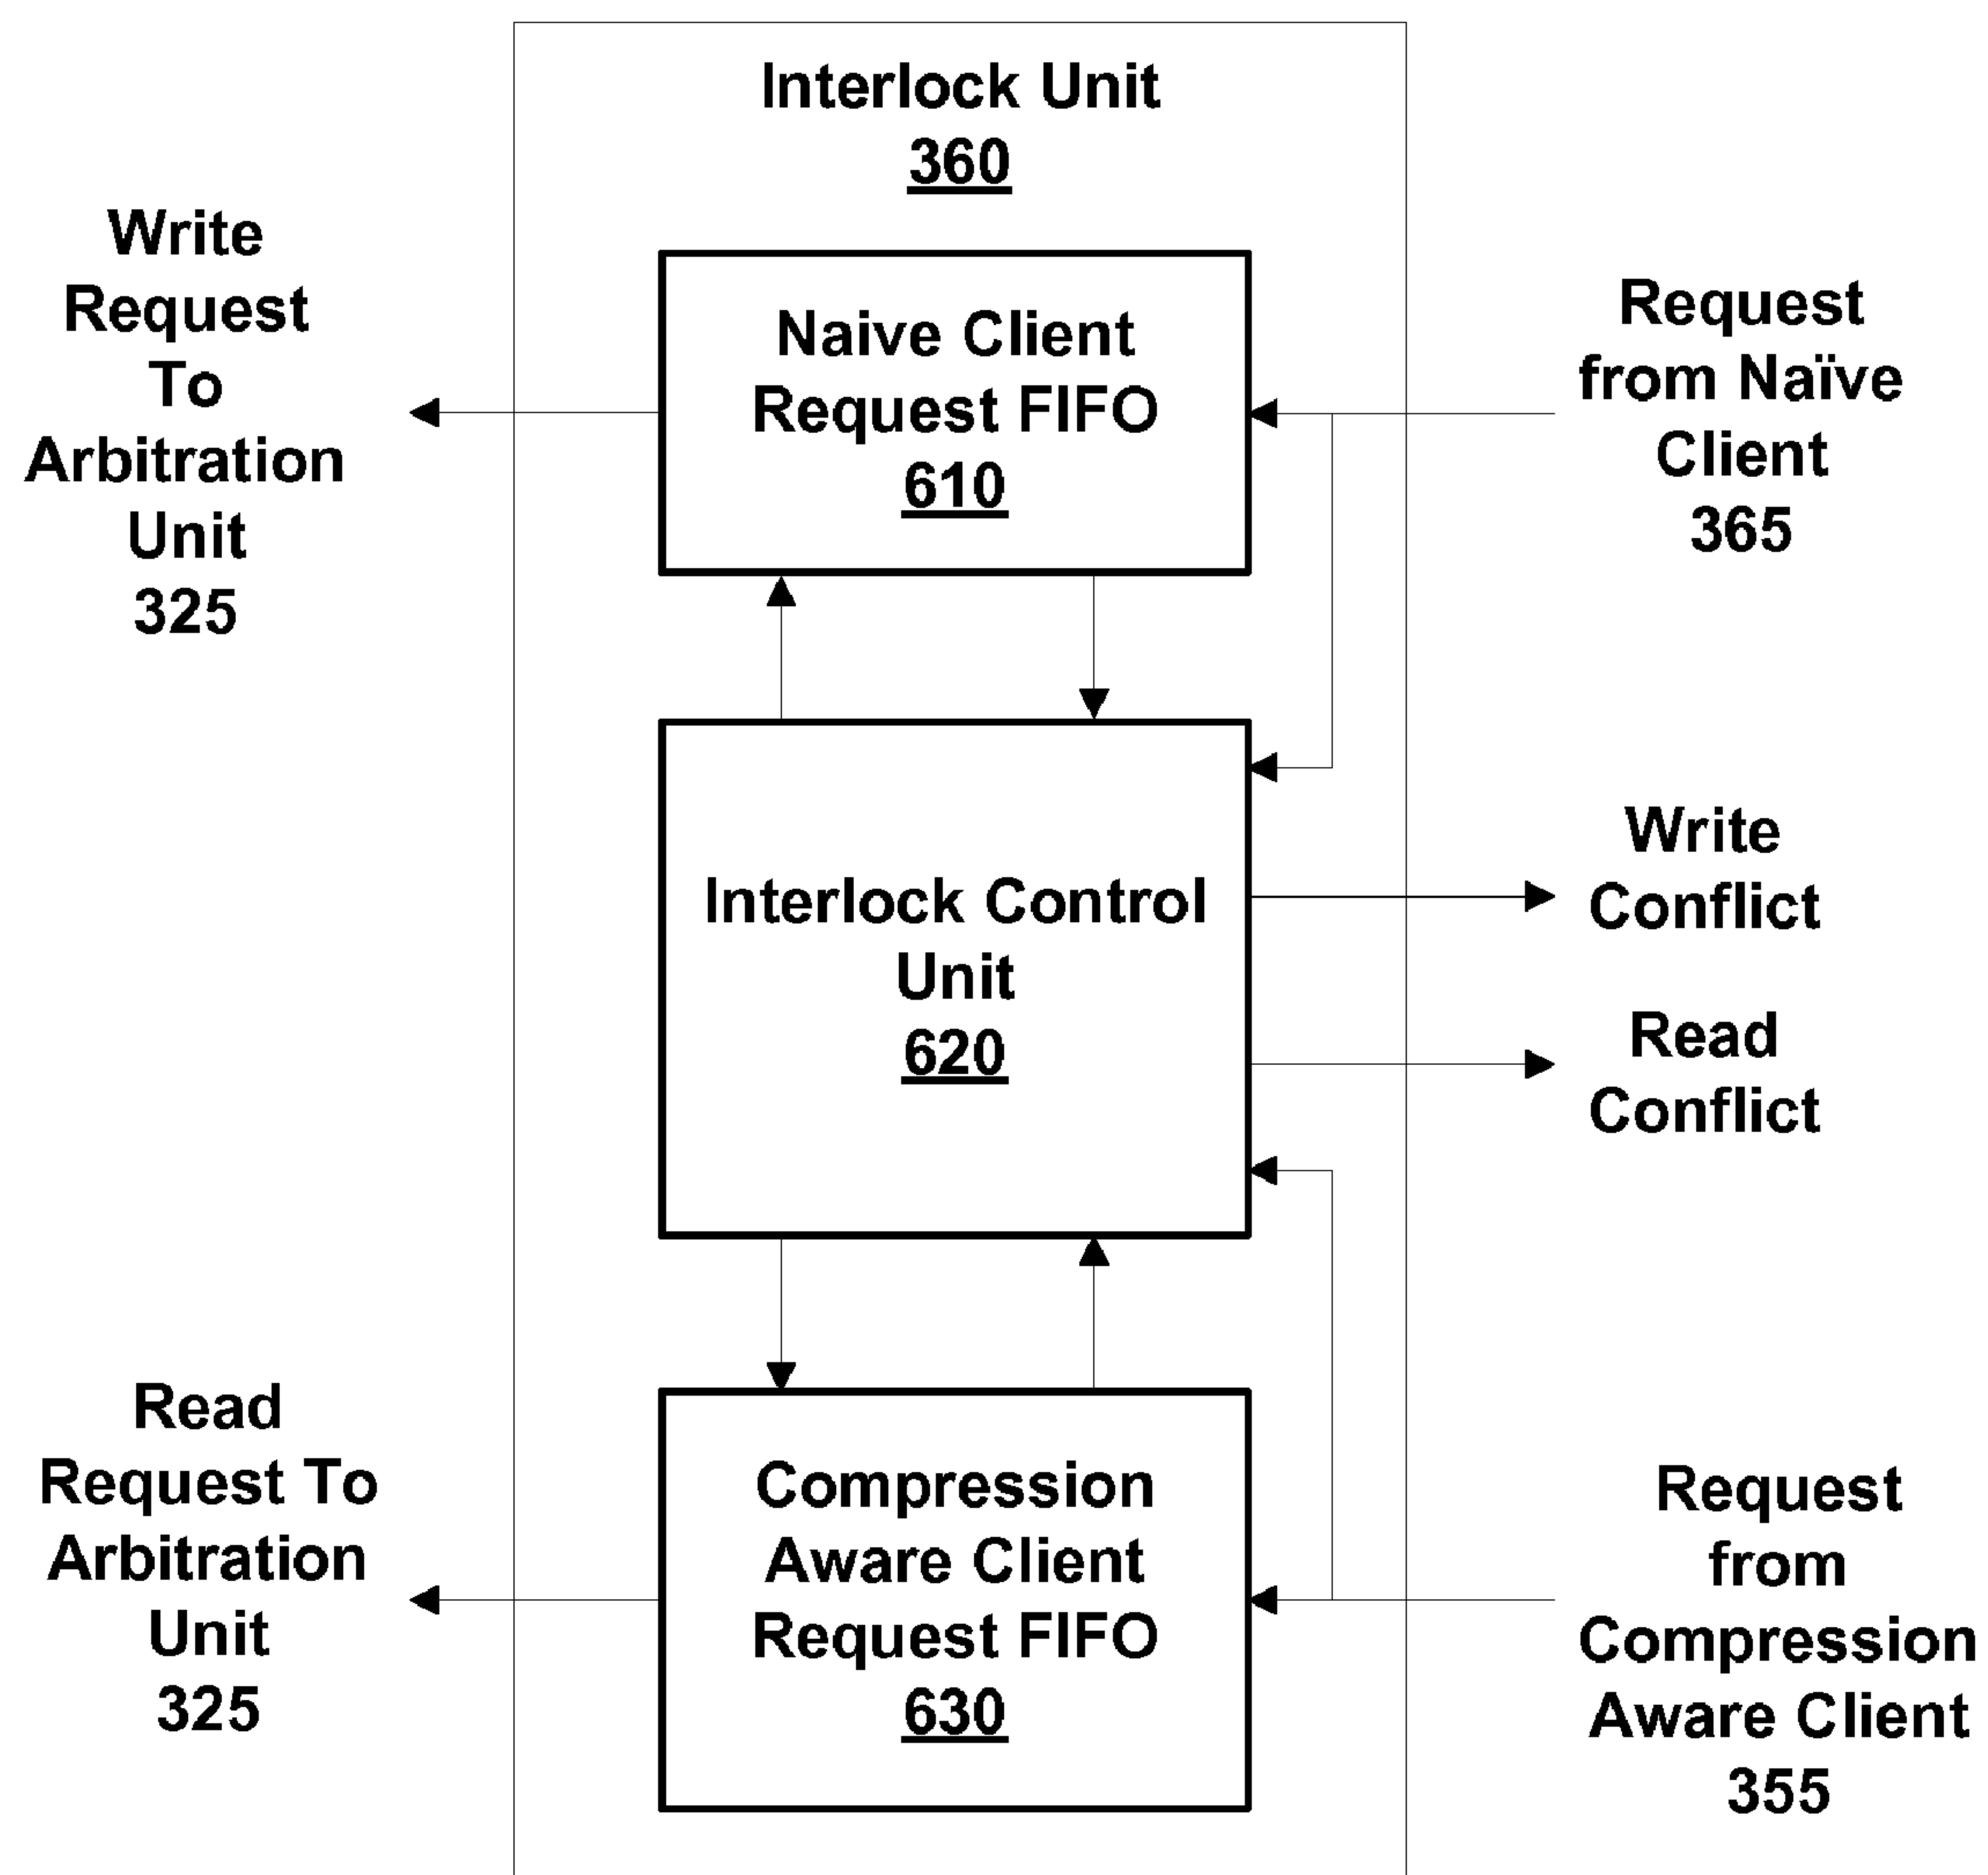 Interlock Unit
360
Write
Request
To
Arbitration
Unit
325
Naive Client
Request FIFO
610
Request
from Naïve
Client
365
Interlock Control
Unit
620
Write
Conflict
Read
Conflict
Read
Request To
Arbitration
Unit
325
Compression
Aware Client
Request FIFO
630
Request
from
Compression
Aware Client
355